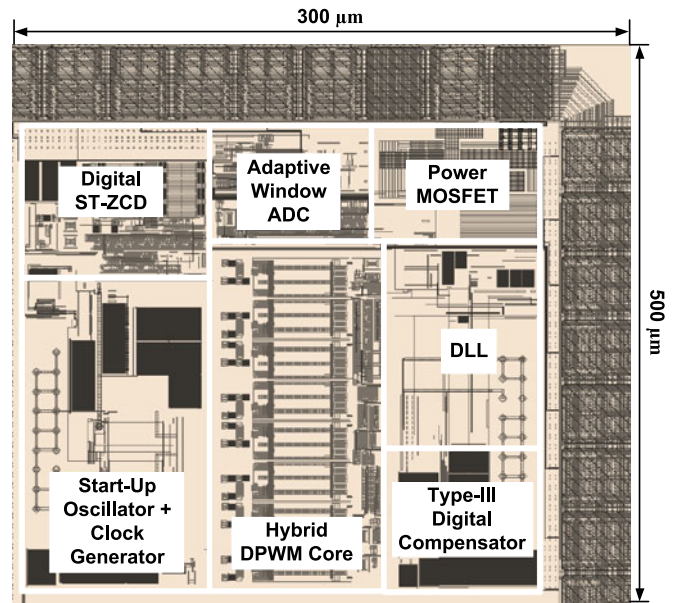 300 μm
Digital
ST-ZCD
Adaptive
Window
ADC
Power
MOSFET
500 μm
DLL
Start-Up
Oscillator +
Clock
Generator
Hybrid
DPWM Core
Type-III
Digital
Compensator